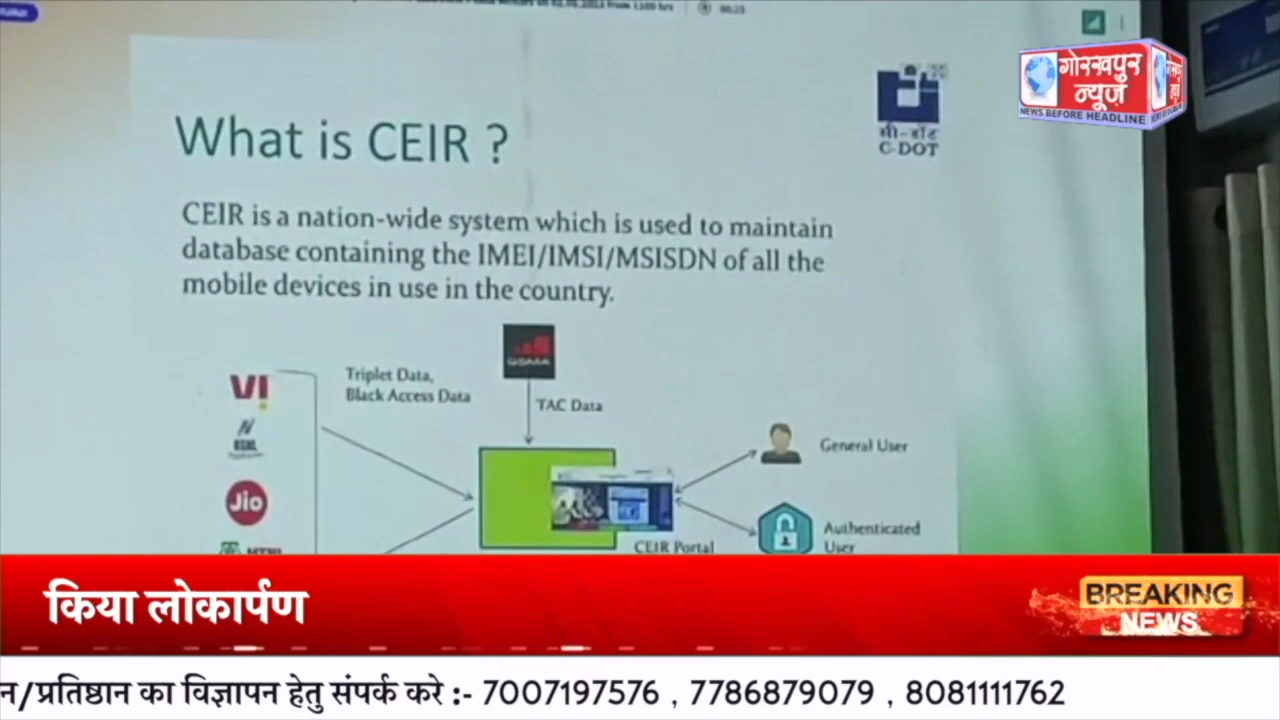 गोरखपुर
न्यूज़
NEWS BEFORE HEADLINE
सी-डॉट
C-DOT
What is CEIR ?
CEIR is a nation-wide system which is used to maintain
database containing the IMEI/IMSI/MSISDN of all the
mobile devices in use in the country.
VI
Triplet Data,
Black Access Data
GSMA
TAC Data
BSNL
General User
Jio
Authenticated
User
CEIR Portal
किया लोकार्पण
BREAKING
NEWS
न/प्रतिष्ठान का विज्ञापन हेतु संपर्क करे :- 7007197576 , 7786879079 , 8081111762